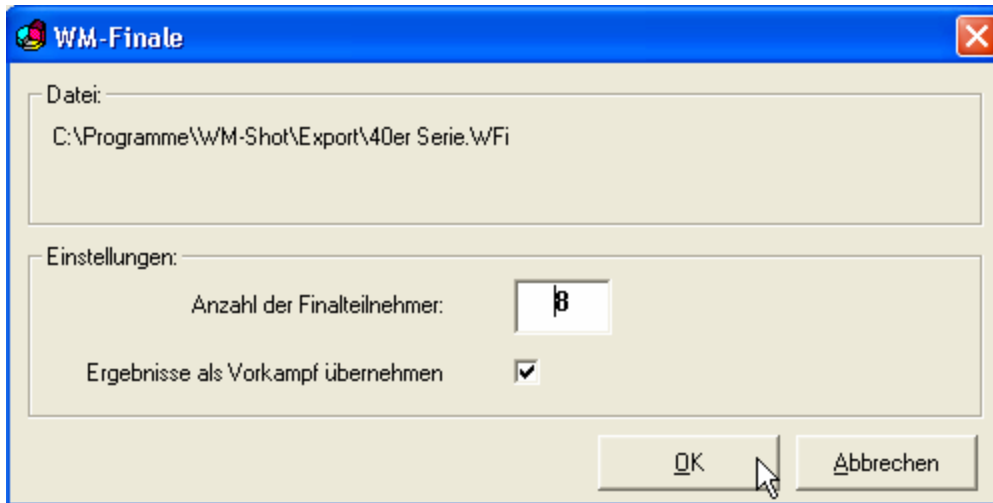 WM-Finale
Datei:
C:\Programme\WM-Shot\Export\40er Serie.WFi
Einstellungen:
Anzahl der Finalteilnehmer: 8
Ergebnisse als Vorkampf übernehmen
OK Abbrechen